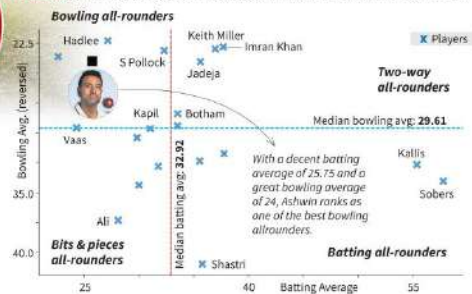 Bowling all-rounders
Bowling Avg. (reversed)
22.5
35.0
40.0
Hadlee
S Pollock
Keith Miller
Imran Khan
Jadeja
Players
Two-way
all-rounders
Kapil
Botham
Median bowling avg: 29.61
Vaas
Median batting avg: 32.92
With a decent batting
average of 25.75 and a
great bowling average
of 24, Ashwin ranks as
one of the best bowling
allrounders.
Kallis
Sobers
Ali
Bits & pieces
all-rounders
Shastri
Batting all-rounders
25
40
Batting Average
55